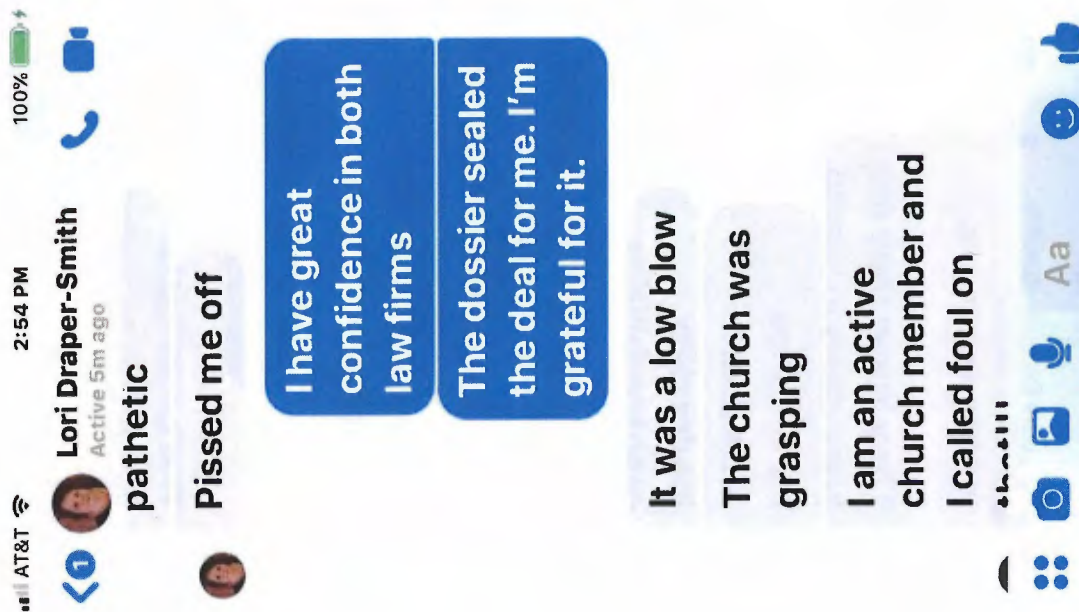 AT&T 2:54 PM 100%
1 Lori Draper-Smith
Active 5m ago
pathetic
Pissed me off
I have great
confidence in both
law firms
The dossier sealed
the deal for me. I'm
grateful for it.
It was a low blow
The church was
grasping
I am an active
church member and
I called foul on
Aa